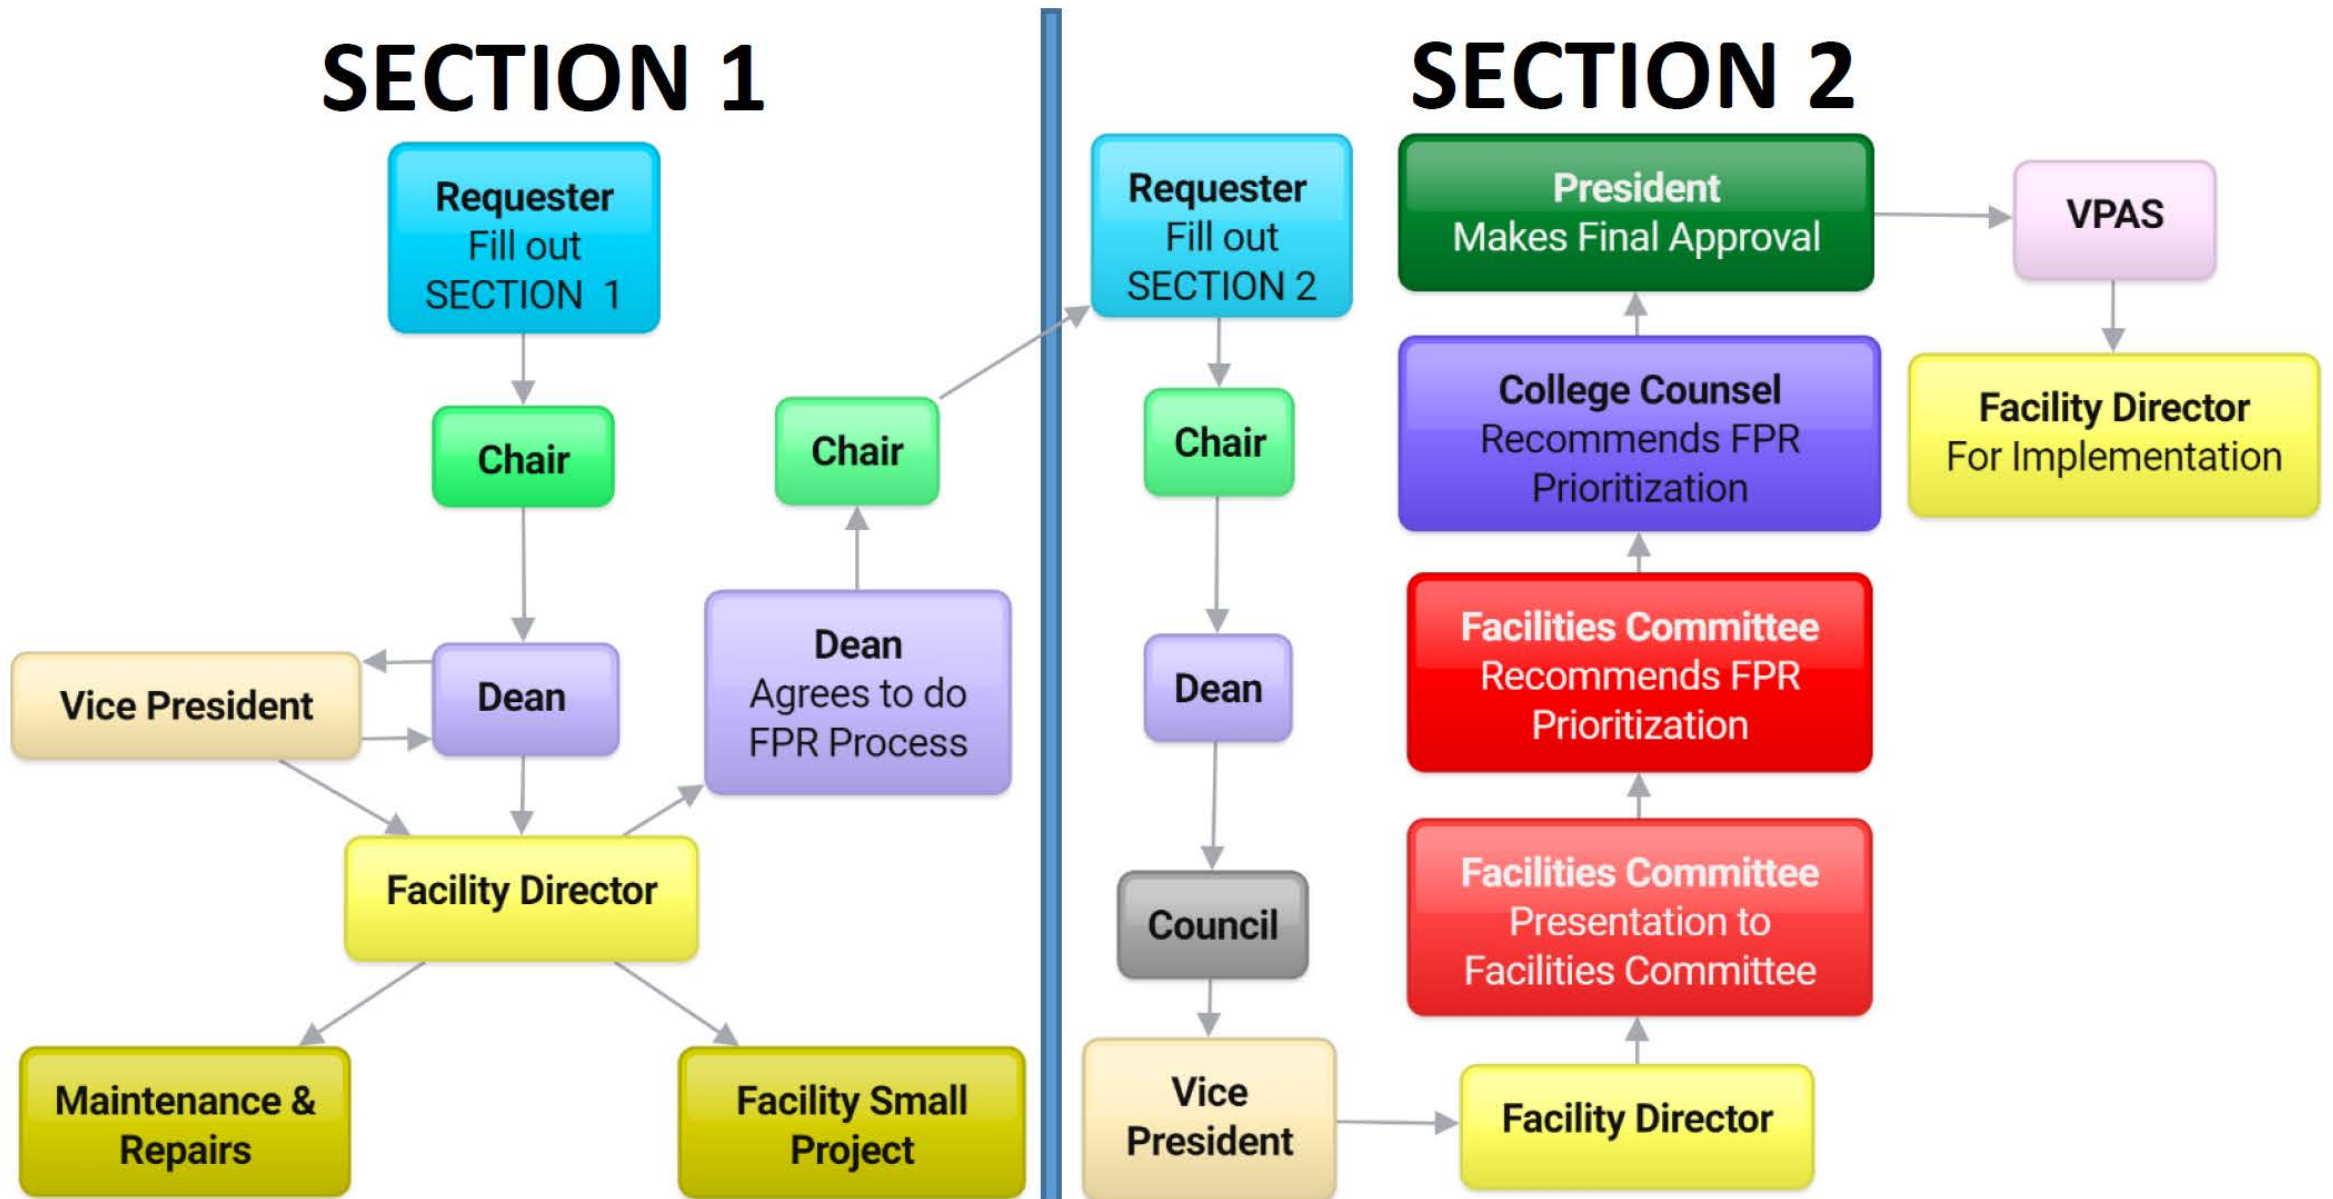 SECTION 1
Requester
Fill out
SECTION 1
Chair
Chair
Vice President
Dean
Dean
Agrees to do
FPR Process
Facility Director
Maintenance &
Repairs
Facility Small
Project
SECTION 2
Requester
Fill out
SECTION 2
Chair
Dean
Council
Vice
President
Facility Director
Facilities Committee
Presentation to
Facilities Committee
Facilities Committee
Recommends FPR
Prioritization
College Counsel
Recommends FPR
Prioritization
President
Makes Final Approval
VPAS
Facility Director
For Implementation